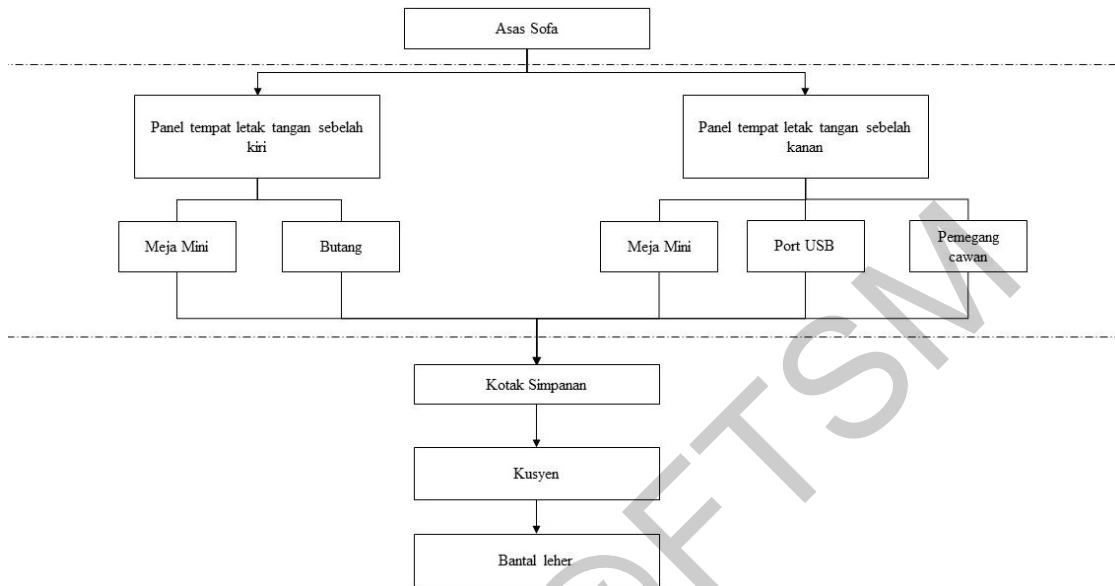 Asas Sofa
Panel tempat letak tangan sebelah
kiri
Panel tempat letak tangan sebelah
kanan
Meja Mini
Butang
Meja Mini
Port USB
Pemegang
cawan
Kotak Simpanan
Kusyen
Bantal leher
@FTSM